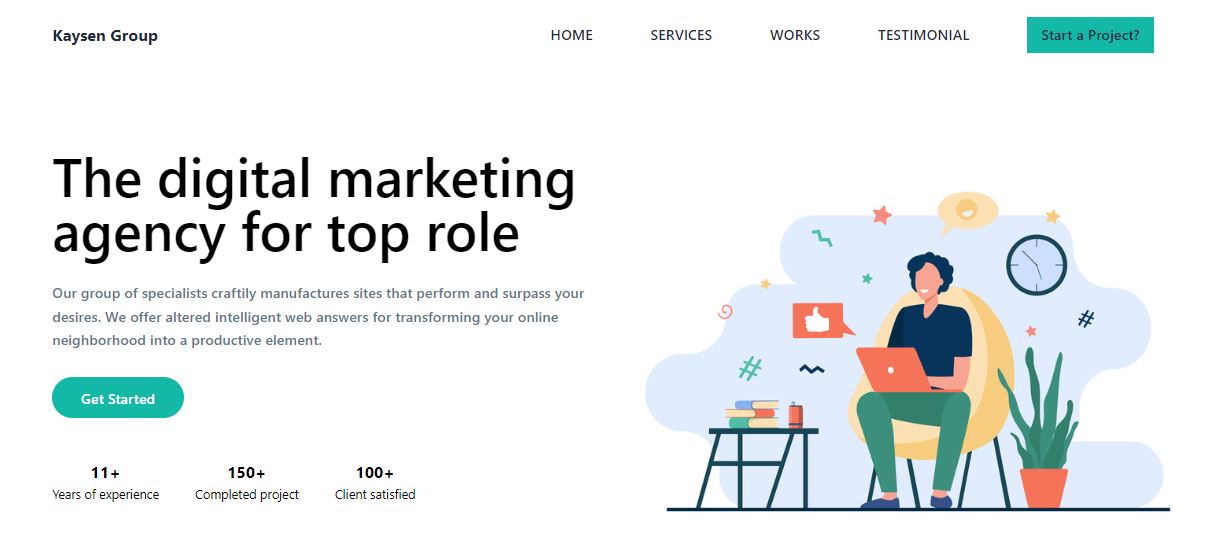 Kaysen Group
HOME
SERVICES
WORKS
TESTIMONIAL
Start a Project?
The digital marketing
agency for top role
Our group of specialists craftily manufactures sites that perform and surpass your
desires. We offer altered intelligent web answers for transforming your online
neighborhood into a productive element.
Get Started
11+
150+
100+
Years of experience
Completed project
Client satisfied